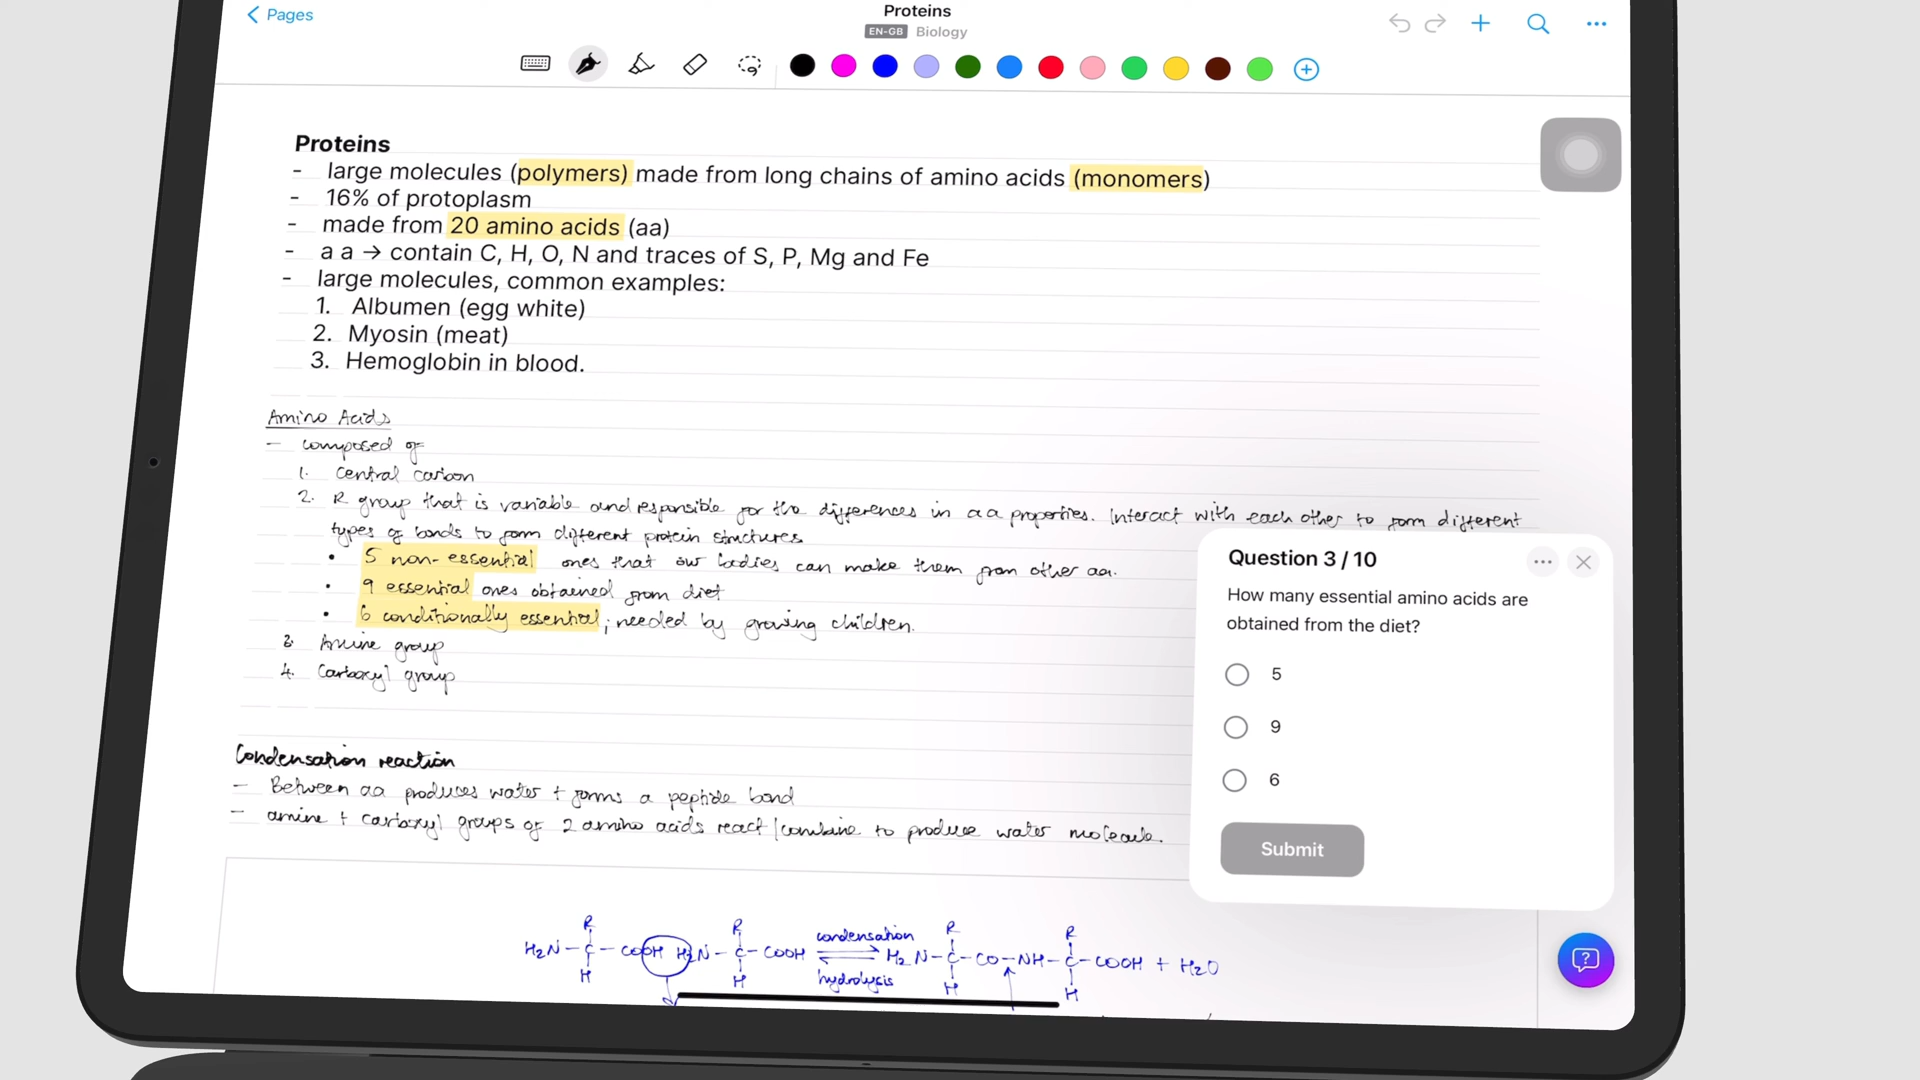 Pages
Proteins
EN-GB Biology
Proteins
- large molecules (polymers) made from long chains of amino acids (monomers)
- 16% of protoplasm
- made from 20 amino acids (aa)
- a a → contain C, H, O, N and traces of S, P, Mg and Fe
- large molecules, common examples:
1. Albumen (egg white)
2. Myosin (meat)
3. Hemoglobin in blood.
Amino Acids
- composed of
1. central carbon
2. R group that is variable and responsible for the differences in aa properties. Interact with each other to form different
types of bonds to form different protein structures
• 5 non-essential ones that our bodies can make them from other aa.
• 9 essential ones obtained from diet
• 6 conditionally essential; needed by growing children.
3. Amine group
4. Carboxyl group
Condensation reaction
- Between aa produces water + forms a peptide bond
- amine + carboxyl groups of 2 amino acids react/combine to produce water molecule.
R R R R
condensation
H₂N-C-COOH H₂N-C-COOH H₂N-C-CO-NH-C-COOH + H₂O
hydrolysis
H H H H
Question 3 / 10
How many essential amino acids are
obtained from the diet?
5
9
6
Submit
?